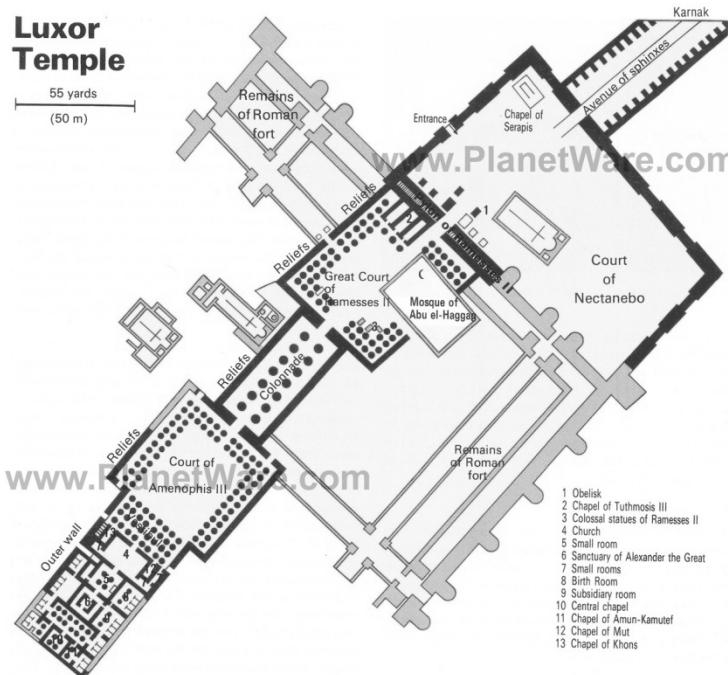 Luxor
Temple
55 yards
(50 m)
Karnak
Avenue of sphinxes
Chapel of
Serapis
Entrance
Remains
of Roman
fort
www.PlanetWare.com
Reliefs
1
2
Court
of
Nectanebo
Reliefs
Great Court
of
Ramesses II
Mosque of
Abu el-Haggag
3
Reliefs
Colonnade
Reliefs
Court of
Amenophis III
Remains
of Roman
fort
www.PlanetWare.com
Outer wall
4
5
6
1 Obelisk
2 Chapel of Tuthmosis III
3 Colossal statues of Ramesses II
4 Church
5 Small room
6 Sanctuary of Alexander the Great
7 Small rooms
8 Birth Room
9 Subsidiary room
10 Central chapel
11 Chapel of Amun-Kamutef
12 Chapel of Mut
13 Chapel of Khons